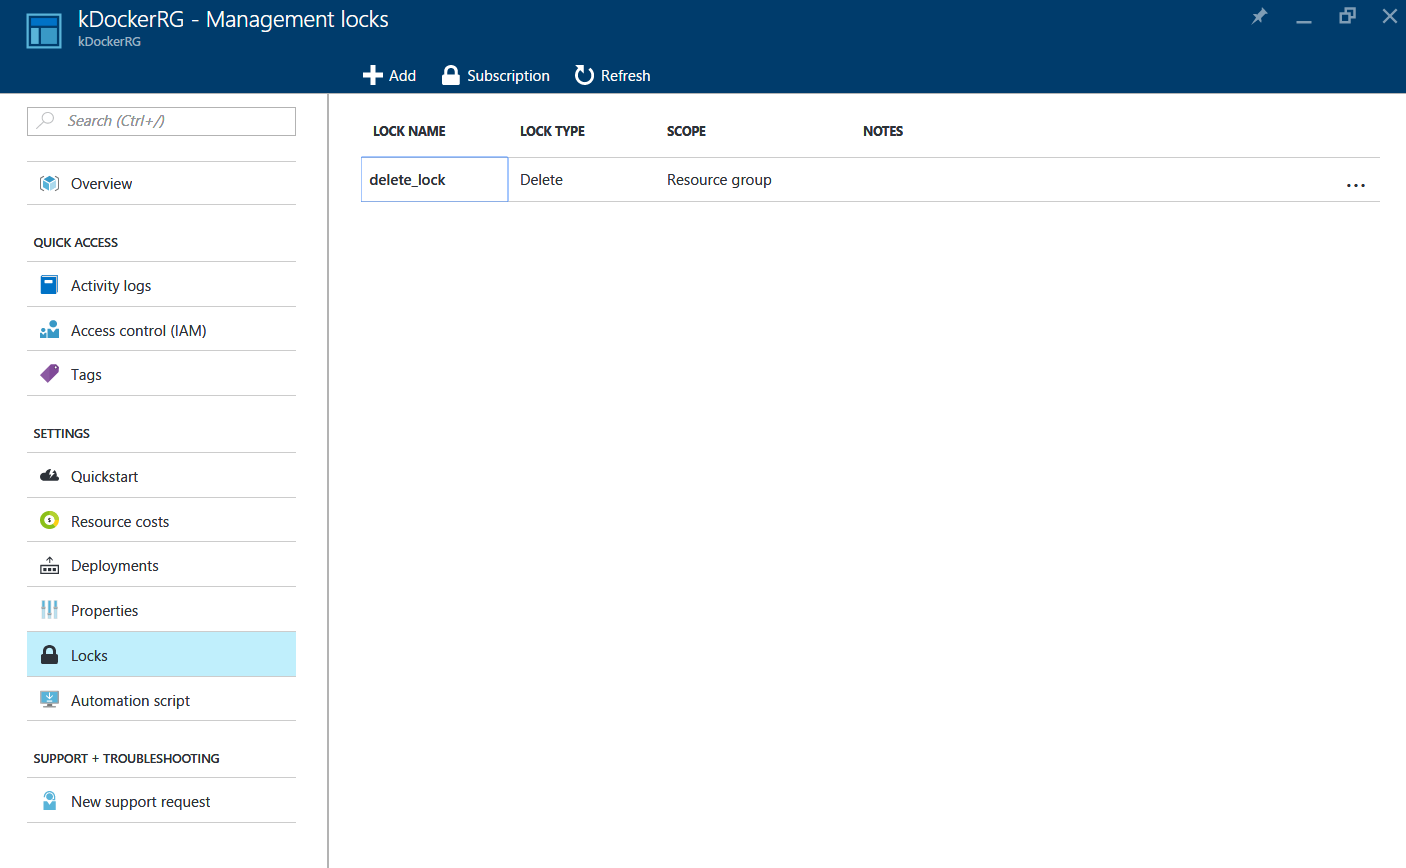 kDockerRG - Management locks
kDockerRG
Add Subscription Refresh
Search (Ctrl+/)
Overview
QUICK ACCESS
Activity logs
Access control (IAM)
Tags
SETTINGS
Quickstart
Resource costs
Deployments
Properties
Locks
Automation script
SUPPORT + TROUBLESHOOTING
New support request
LOCK NAME LOCK TYPE SCOPE NOTES
delete_lock Delete Resource group ...